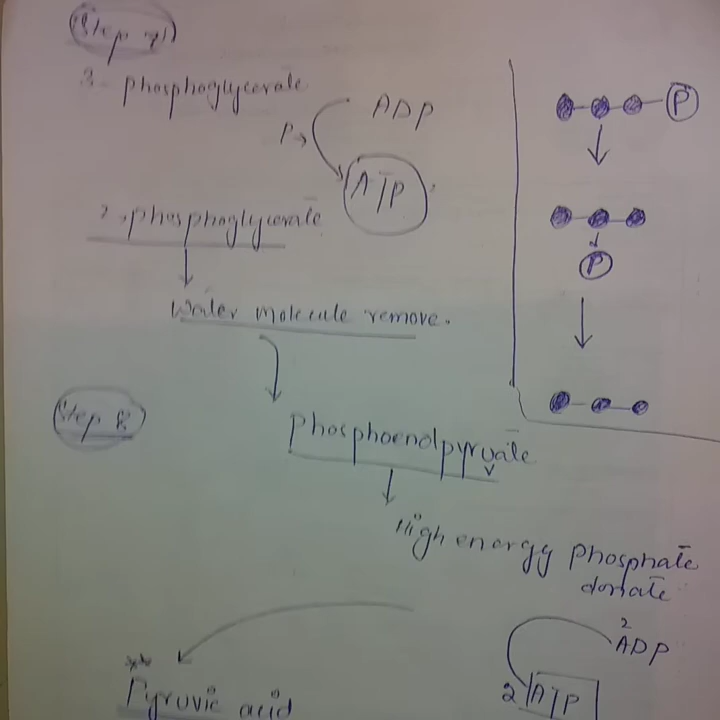 Step 7
3- phosphoglycerate
ADP
P
ATP
2-phosphoglycerate
Water molecule remove.
Step 8
Phosphoenolpyruvate
High energy phosphate
donate
2
ADP
2 ATP
Pyruvic acid
P
P